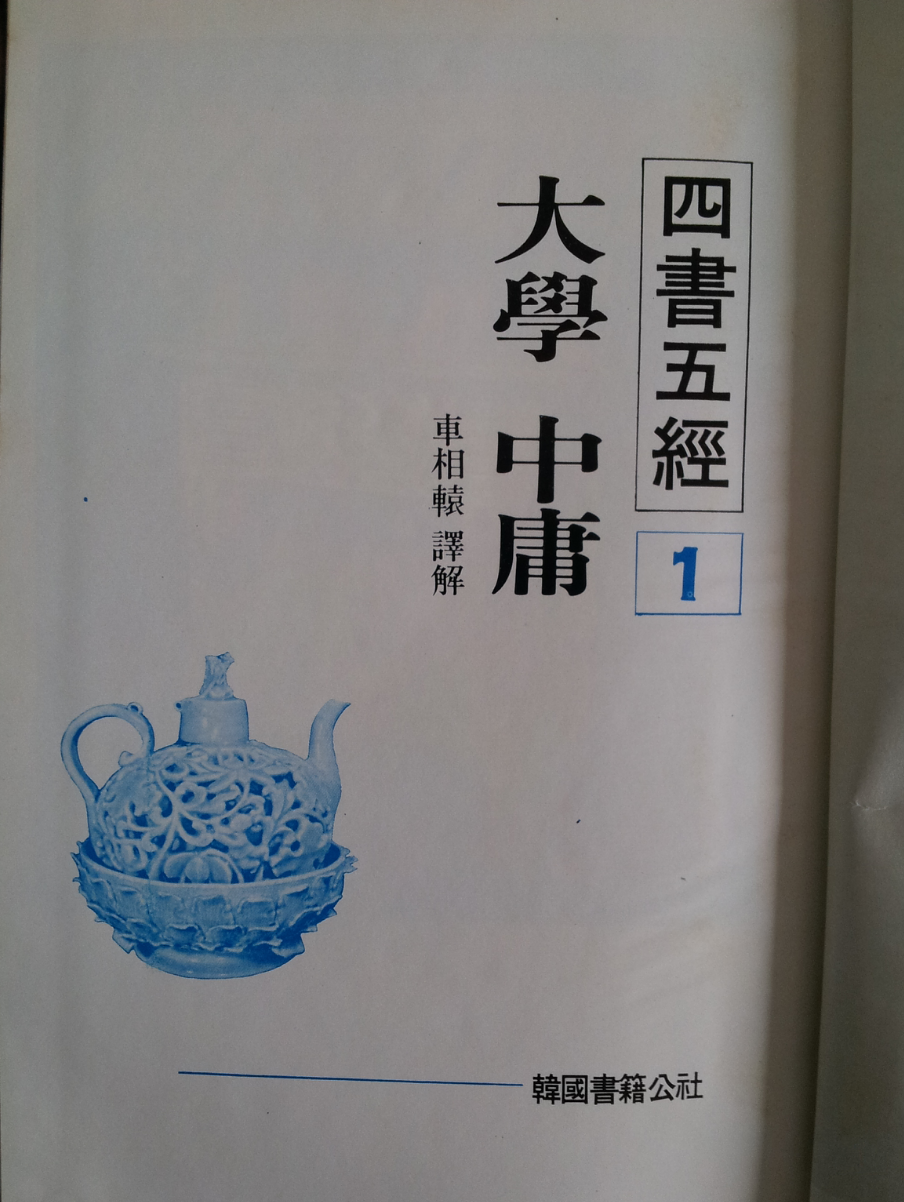 四書五經
1
大學 中庸
車相轅 譯解
韓國書籍公社